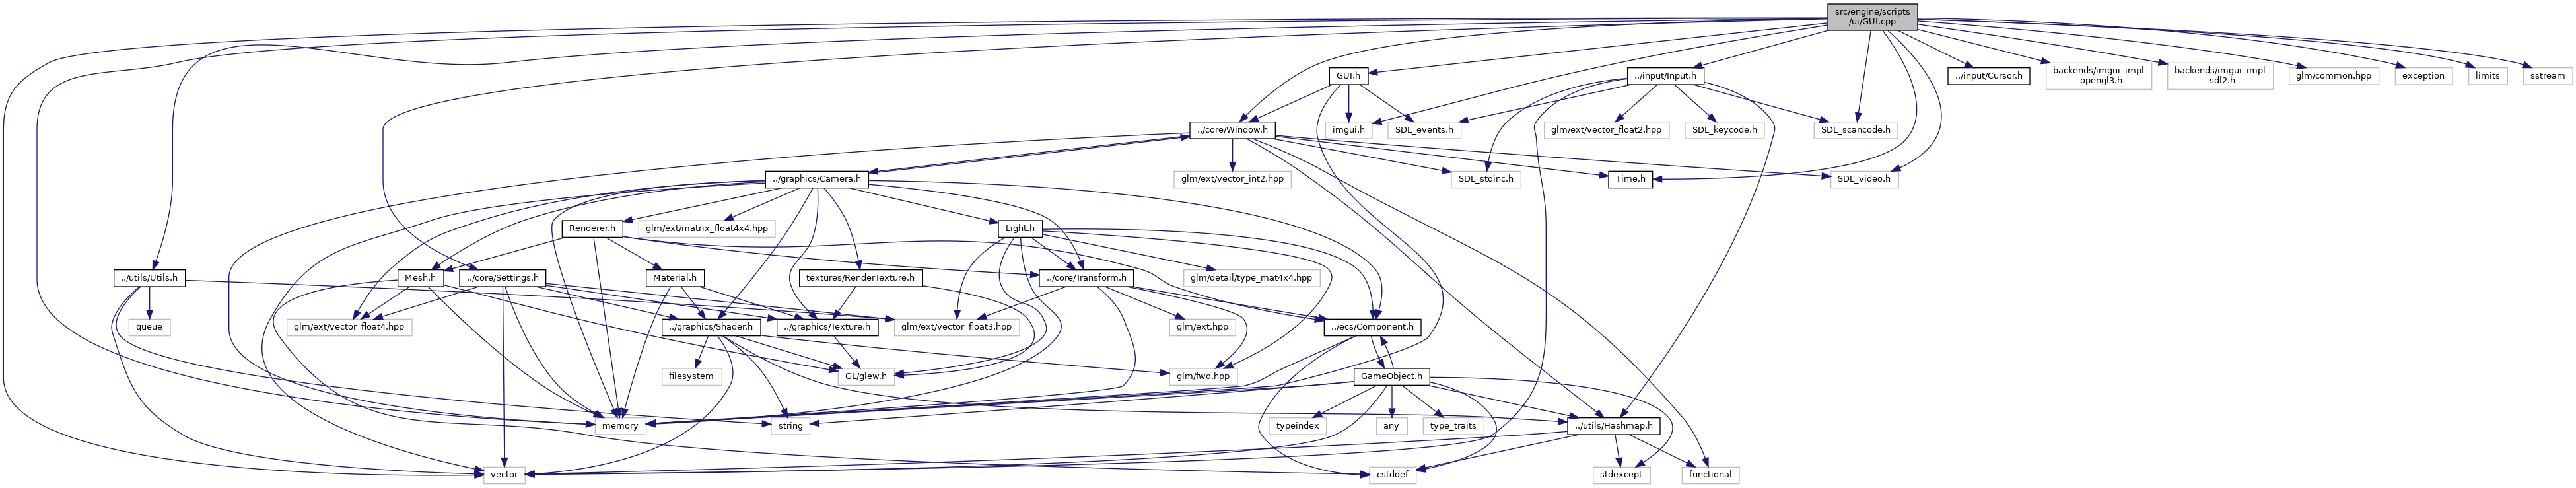 src/engine/scripts
/ui/GUI.cpp
GUI.h
../input/Input.h
../input/Cursor.h
backends/imgui_impl
_opengl3.h
backends/imgui_impl
_sdl2.h
glm/common.hpp
exception
limits
sstream
../core/Window.h
imgui.h
SDL_events.h
glm/ext/vector_float2.hpp
SDL_keycode.h
SDL_scancode.h
../graphics/Camera.h
glm/ext/vector_int2.hpp
SDL_stdinc.h
Time.h
SDL_video.h
Renderer.h
glm/ext/matrix_float4x4.hpp
Light.h
../utils/Utils.h
Mesh.h
../core/Settings.h
Material.h
textures/RenderTexture.h
../core/Transform.h
glm/detail/type_mat4x4.hpp
queue
glm/ext/vector_float4.hpp
../graphics/Shader.h
../graphics/Texture.h
glm/ext/vector_float3.hpp
glm/ext.hpp
../ecs/Component.h
filesystem
GL/glew.h
glm/fwd.hpp
GameObject.h
memory
string
typeindex
any
type_traits
../utils/Hashmap.h
vector
cstddef
stdexcept
functional